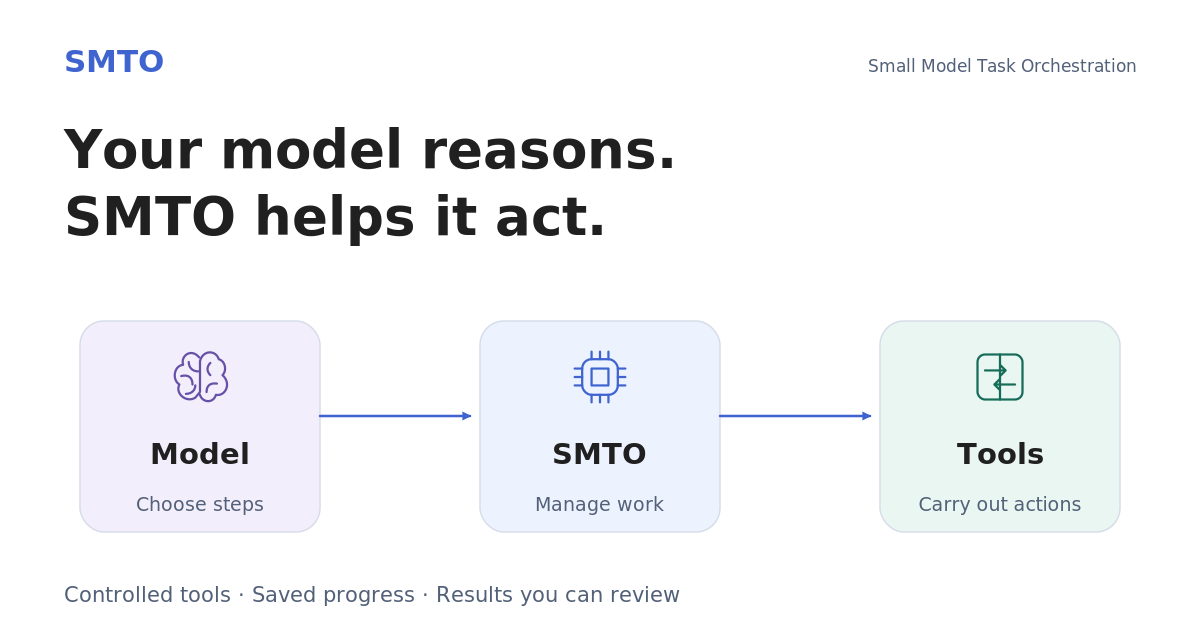 SMTO
Small Model Task Orchestration
Your model reasons.
SMTO helps it act.
Model
Choose steps
SMTO
Manage work
Tools
Carry out actions
Controlled tools · Saved progress · Results you can review